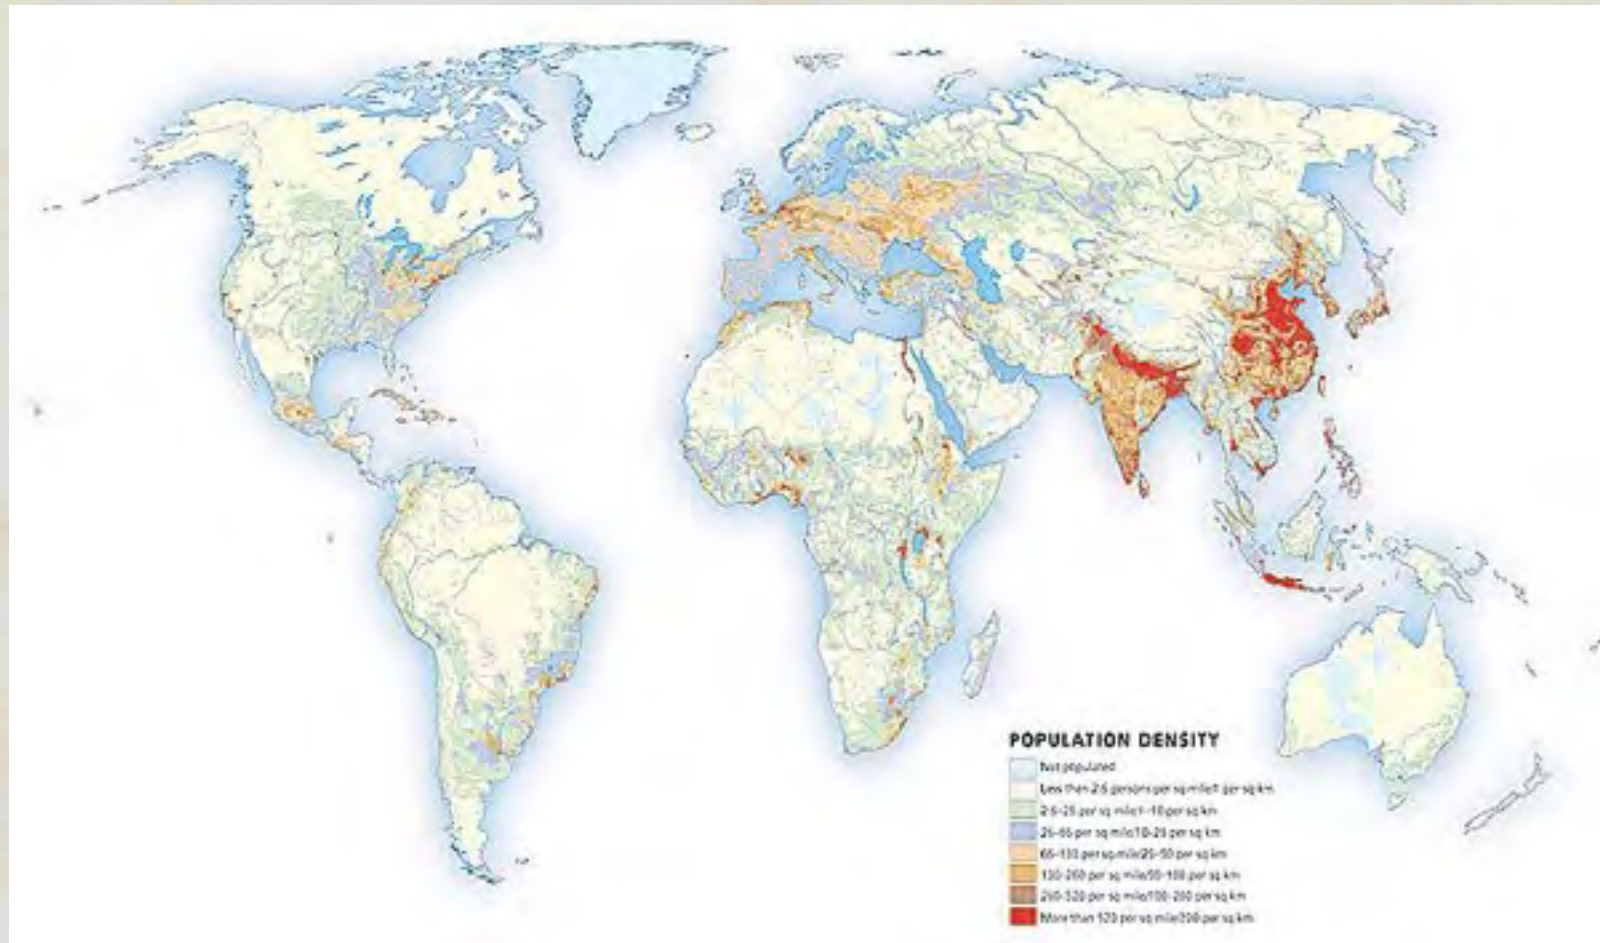 POPULATION DENSITY
Not populated
Less than 2.6 persons per sq mile/1 per sq km
2.6-25 per sq mile/1-10 per sq km
25-65 per sq mile/10-25 per sq km
65-130 per sq mile/25-50 per sq km
130-260 per sq mile/50-100 per sq km
260-520 per sq mile/100-200 per sq km
More than 520 per sq mile/200 per sq km